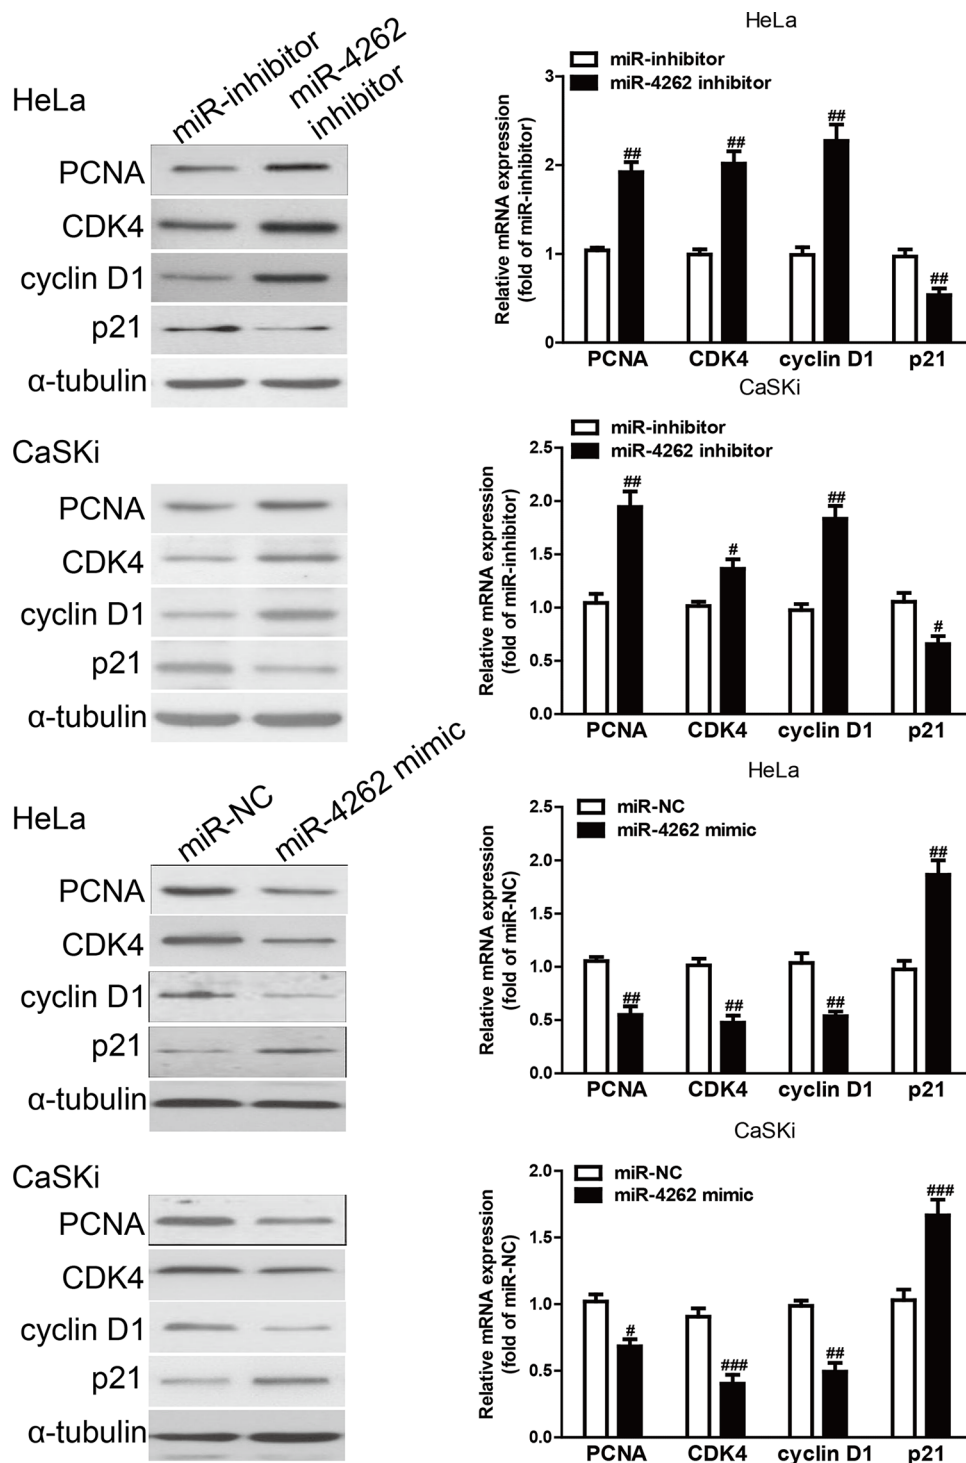 HeLa
miR-inhibitor
miR-4262
inhibitor
PCNA
CDK4
cyclin D1
p21
α-tubulin
HeLa
miR-inhibitor
miR-4262 inhibitor
Relative mRNA expression
(fold of miR-inhibitor)
3
2
1
0
##
##
##
##
PCNA
CDK4
cyclin D1
p21
CaSKi
PCNA
CDK4
cyclin D1
p21
α-tubulin
CaSKi
miR-inhibitor
miR-4262 inhibitor
Relative mRNA expression
(fold of miR-inhibitor)
2.5
2.0
1.5
1.0
0.5
0.0
##
#
##
#
PCNA
CDK4
cyclin D1
p21
HeLa
miR-NC
miR-4262 mimic
PCNA
CDK4
cyclin D1
p21
α-tubulin
HeLa
miR-NC
miR-4262 mimic
Relative mRNA expression
(fold of miR-NC)
2.5
2.0
1.5
1.0
0.5
0.0
##
##
##
##
PCNA
CDK4
cyclin D1
p21
CaSKi
PCNA
CDK4
cyclin D1
p21
α-tubulin
CaSKi
miR-NC
miR-4262 mimic
Relative mRNA expression
(fold of miR-NC)
2.0
1.5
1.0
0.5
0.0
#
###
##
###
PCNA
CDK4
cyclin D1
p21